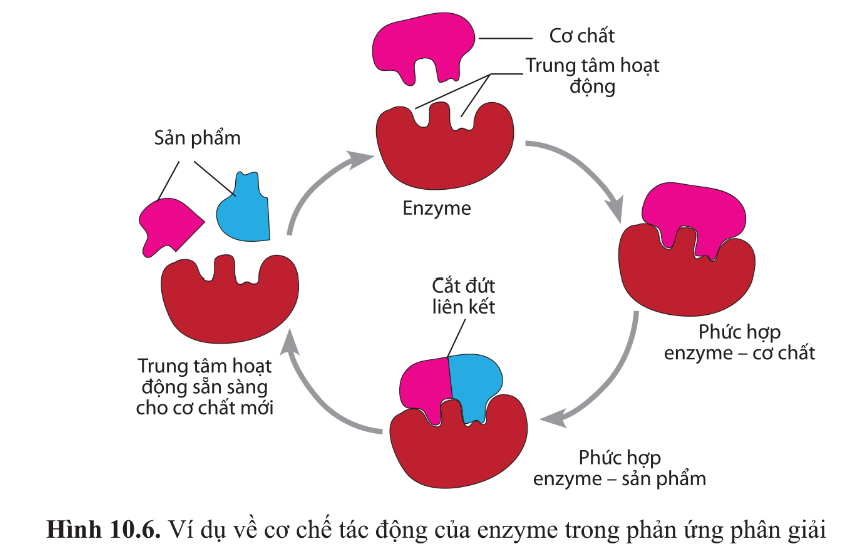 Cơ chất
Trung tâm hoạt
động
Enzyme
Phức hợp
enzyme – cơ chất
Cắt đứt
liên kết
Phức hợp
enzyme – sản phẩm
Sản phẩm
Trung tâm hoạt
động sẵn sàng
cho cơ chất mới
Hình 10.6. Ví dụ về cơ chế tác động của enzyme trong phản ứng phân giải